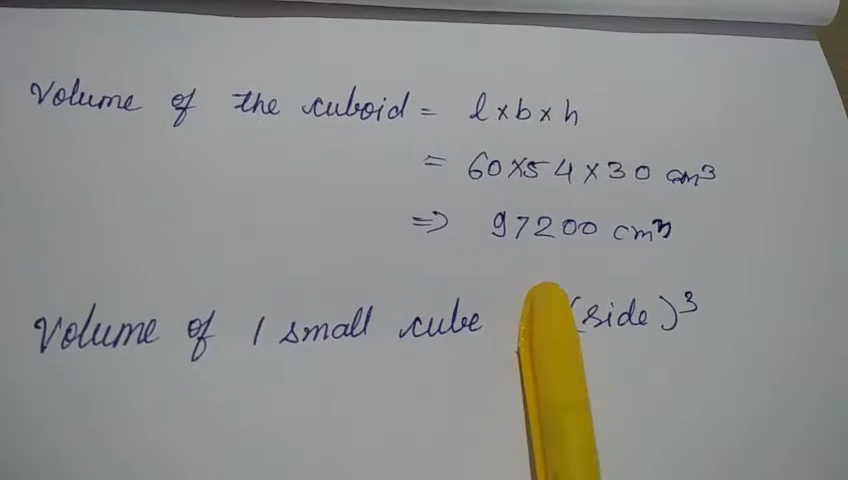 Volume of the cuboid = l × b × h
= 60 × 54 × 30 cm³
=> 97200 cm³
Volume of 1 small cube (side)³